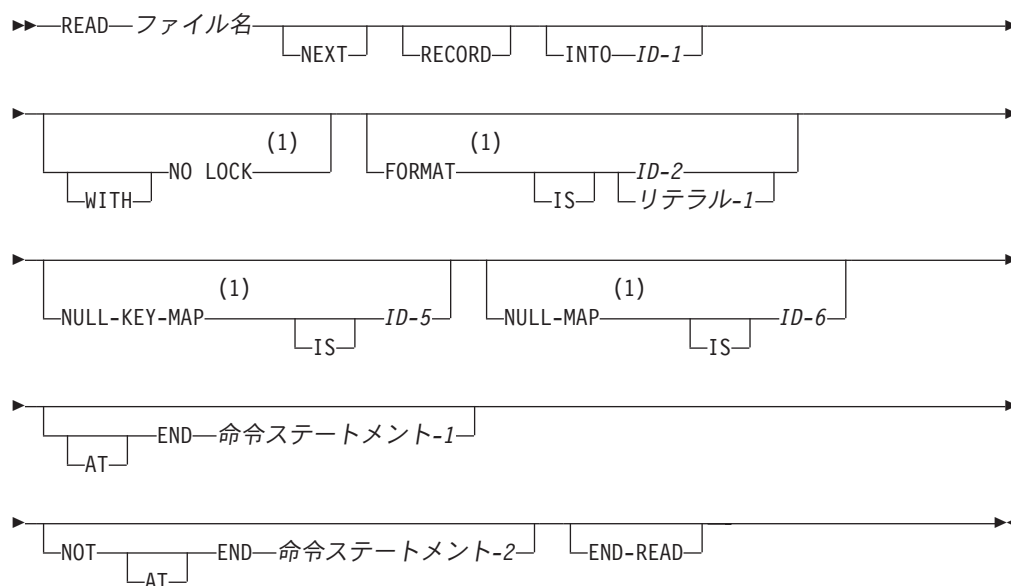 READ ファイル名 NEXT RECORD INTO ID-1
(1) (1)
WITH NO LOCK FORMAT IS ID-2
リテラル-1
(1) (1)
NULL-KEY-MAP IS ID-5 NULL-MAP IS ID-6
AT END 命令ステートメント-1
NOT AT END 命令ステートメント-2 END-READ